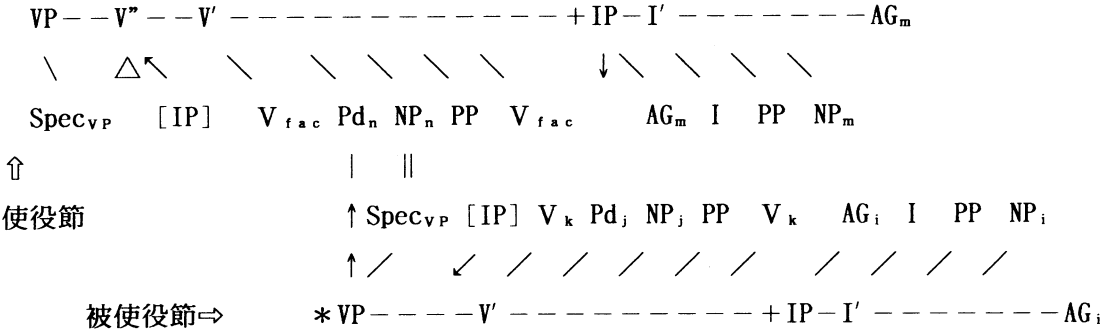 VP－－V”－－V′－－－－－－－－－－－－＋IP－I′－－－－－－－AGm
＼ △↖ ＼ ＼ ＼ ＼ ＼ ↓＼ ＼ ＼ ＼
SpecVP [IP] Vfac Pdn NPn PP Vfac AGm I PP NPm
⇧ | ||
使役節 ↑ SpecVP [IP] Vk Pdj NPj PP Vk AGi I PP NPi
↑／ ↙ ／ ／ ／ ／ ／ ／ ／ ／ ／
被使役節⇨ ＊VP－－－－V′－－－－－－－－－＋IP－I′－－－－－－－AGi